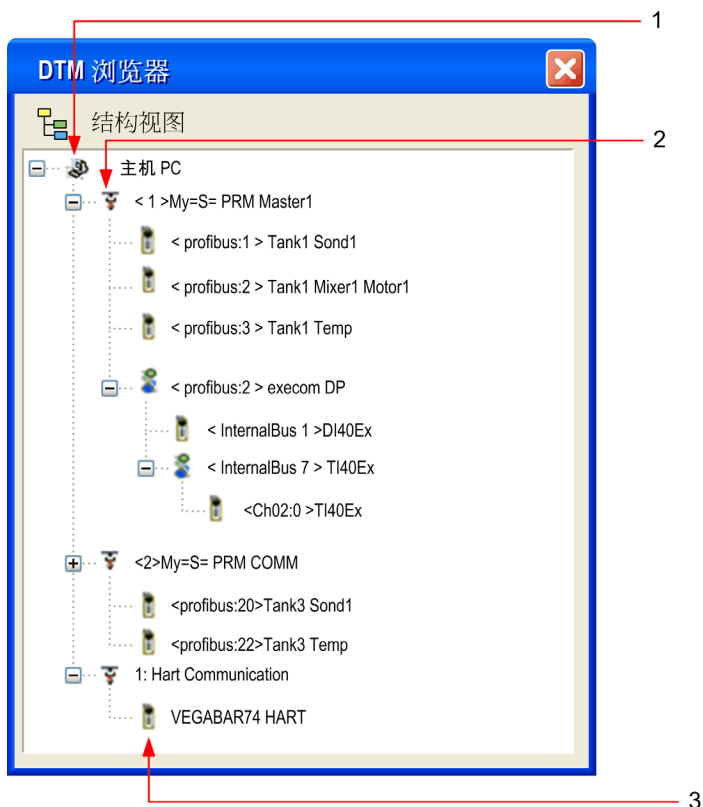 1
DTM 浏览器
结构视图
2
主机 PC
< 1 >My=S= PRM Master1
< profibus:1 > Tank1 Sond1
< profibus:2 > Tank1 Mixer1 Motor1
< profibus:3 > Tank1 Temp
< profibus:2 > execom DP
< InternalBus 1 >DI40Ex
< InternalBus 7 > TI40Ex
<Ch02:0 >TI40Ex
<2>My=S= PRM COMM
<profibus:20>Tank3 Sond1
<profibus:22>Tank3 Temp
1: Hart Communication
VEGABAR74 HART
3